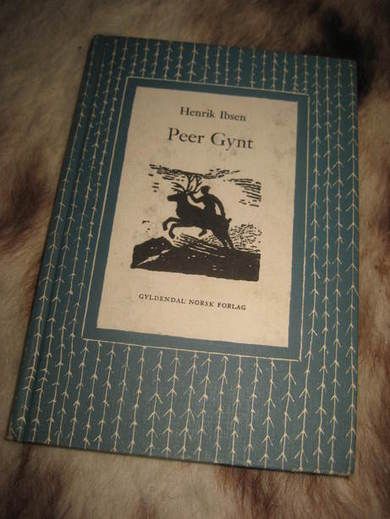 Henrik Ibsen
Peer Gynt
GYLDENDAL NORSK FORLAG